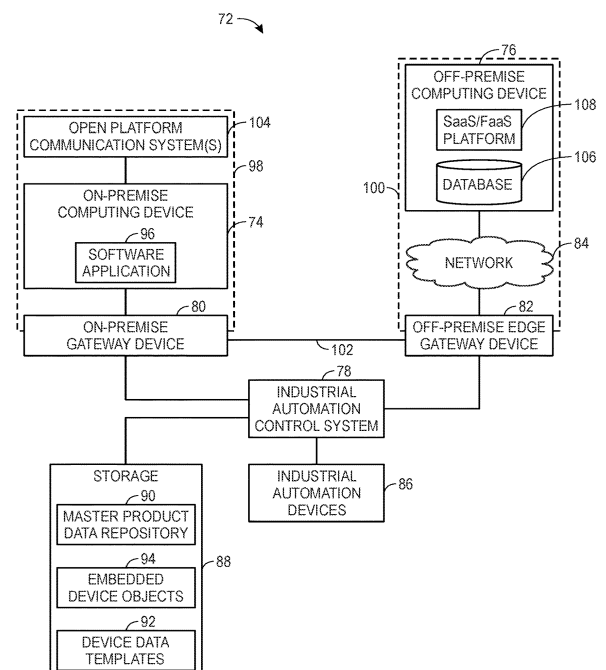 72
76
OFF-PREMISE
COMPUTING DEVICE
108
SaaS/FaaS
PLATFORM
106
DATABASE
100
84
NETWORK
82
OFF-PREMISE EDGE
GATEWAY DEVICE
OPEN PLATFORM
COMMUNICATION SYSTEM(S)
104
98
ON-PREMISE
COMPUTING DEVICE
74
96
SOFTWARE
APPLICATION
80
ON-PREMISE
GATEWAY DEVICE
102
78
INDUSTRIAL
AUTOMATION
CONTROL SYSTEM
INDUSTRIAL
AUTOMATION
DEVICES
86
STORAGE
90
MASTER PRODUCT
DATA REPOSITORY
88
94
EMBEDDED
DEVICE OBJECTS
92
DEVICE DATA
TEMPLATES